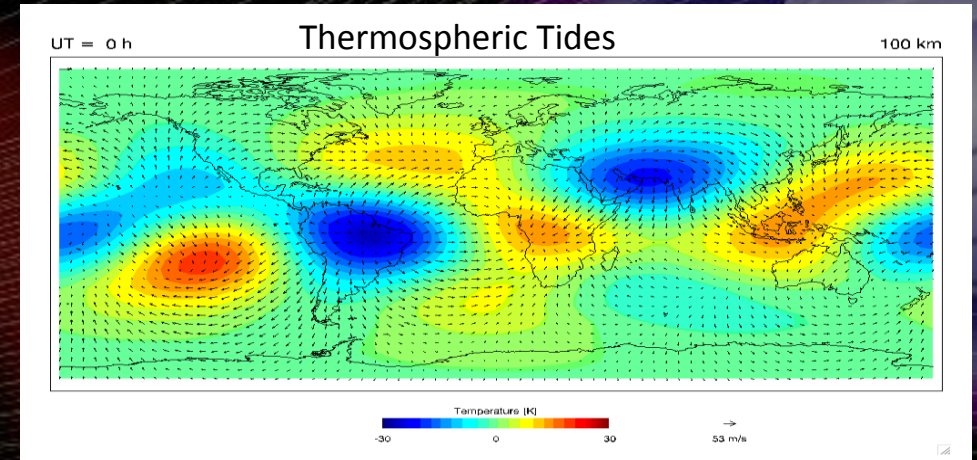 Thermospheric Tides
UT = 0 h
100 km
Temperature [K]
-30 0 30
53 m/s